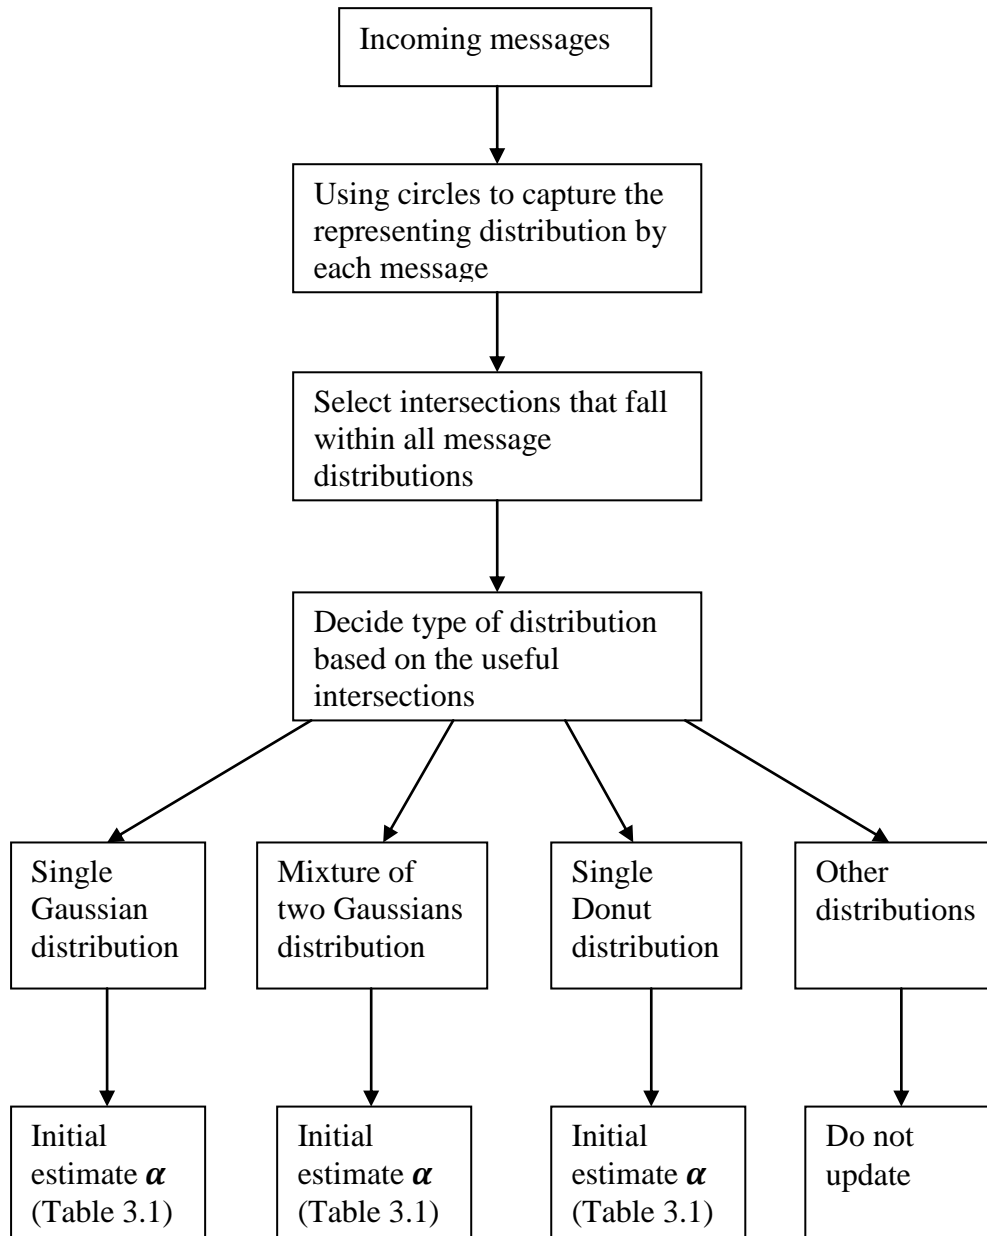 Incoming messages
Using circles to capture the
representing distribution by
each message
Select intersections that fall
within all message
distributions
Decide type of distribution
based on the useful
intersections
Single
Gaussian
distribution
Mixture of
two Gaussians
distribution
Single
Donut
distribution
Other
distributions
Initial
estimate α
(Table 3.1)
Initial
estimate α
(Table 3.1)
Initial
estimate α
(Table 3.1)
Do not
update